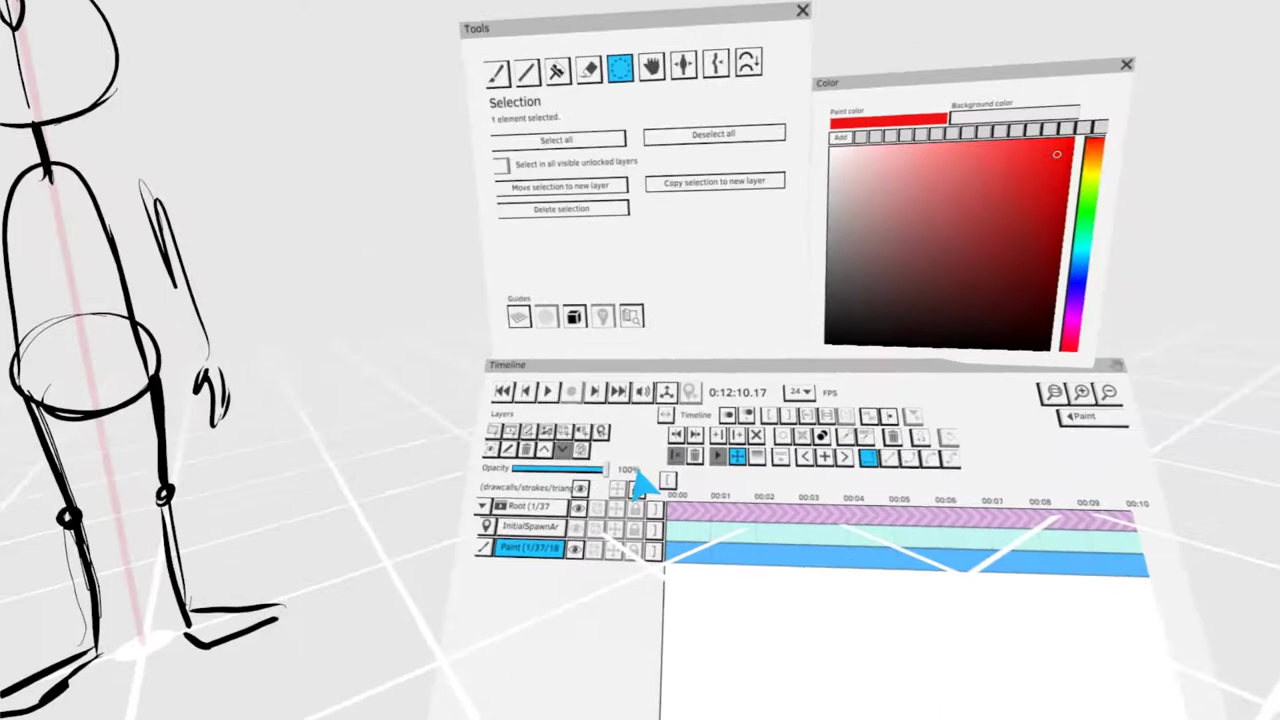 Tools
Selection
1 element selected.
Select all
Deselect all
Select in all visible unlocked layers
Move selection to new layer
Copy selection to new layer
Delete selection
Guides
Color
Paint color
Background color
Add
Timeline
0:12:10.17
24
FPS
Layers
Timeline
Paint
Opacity
100%
(drawcalls/strokes/triang
00:00 00:01 00:02 00:03 00:04 00:05 00:06 00:07 00:08 00:09 00:10
Root (1/37
InitialSpawnAr
Paint (1/37/18